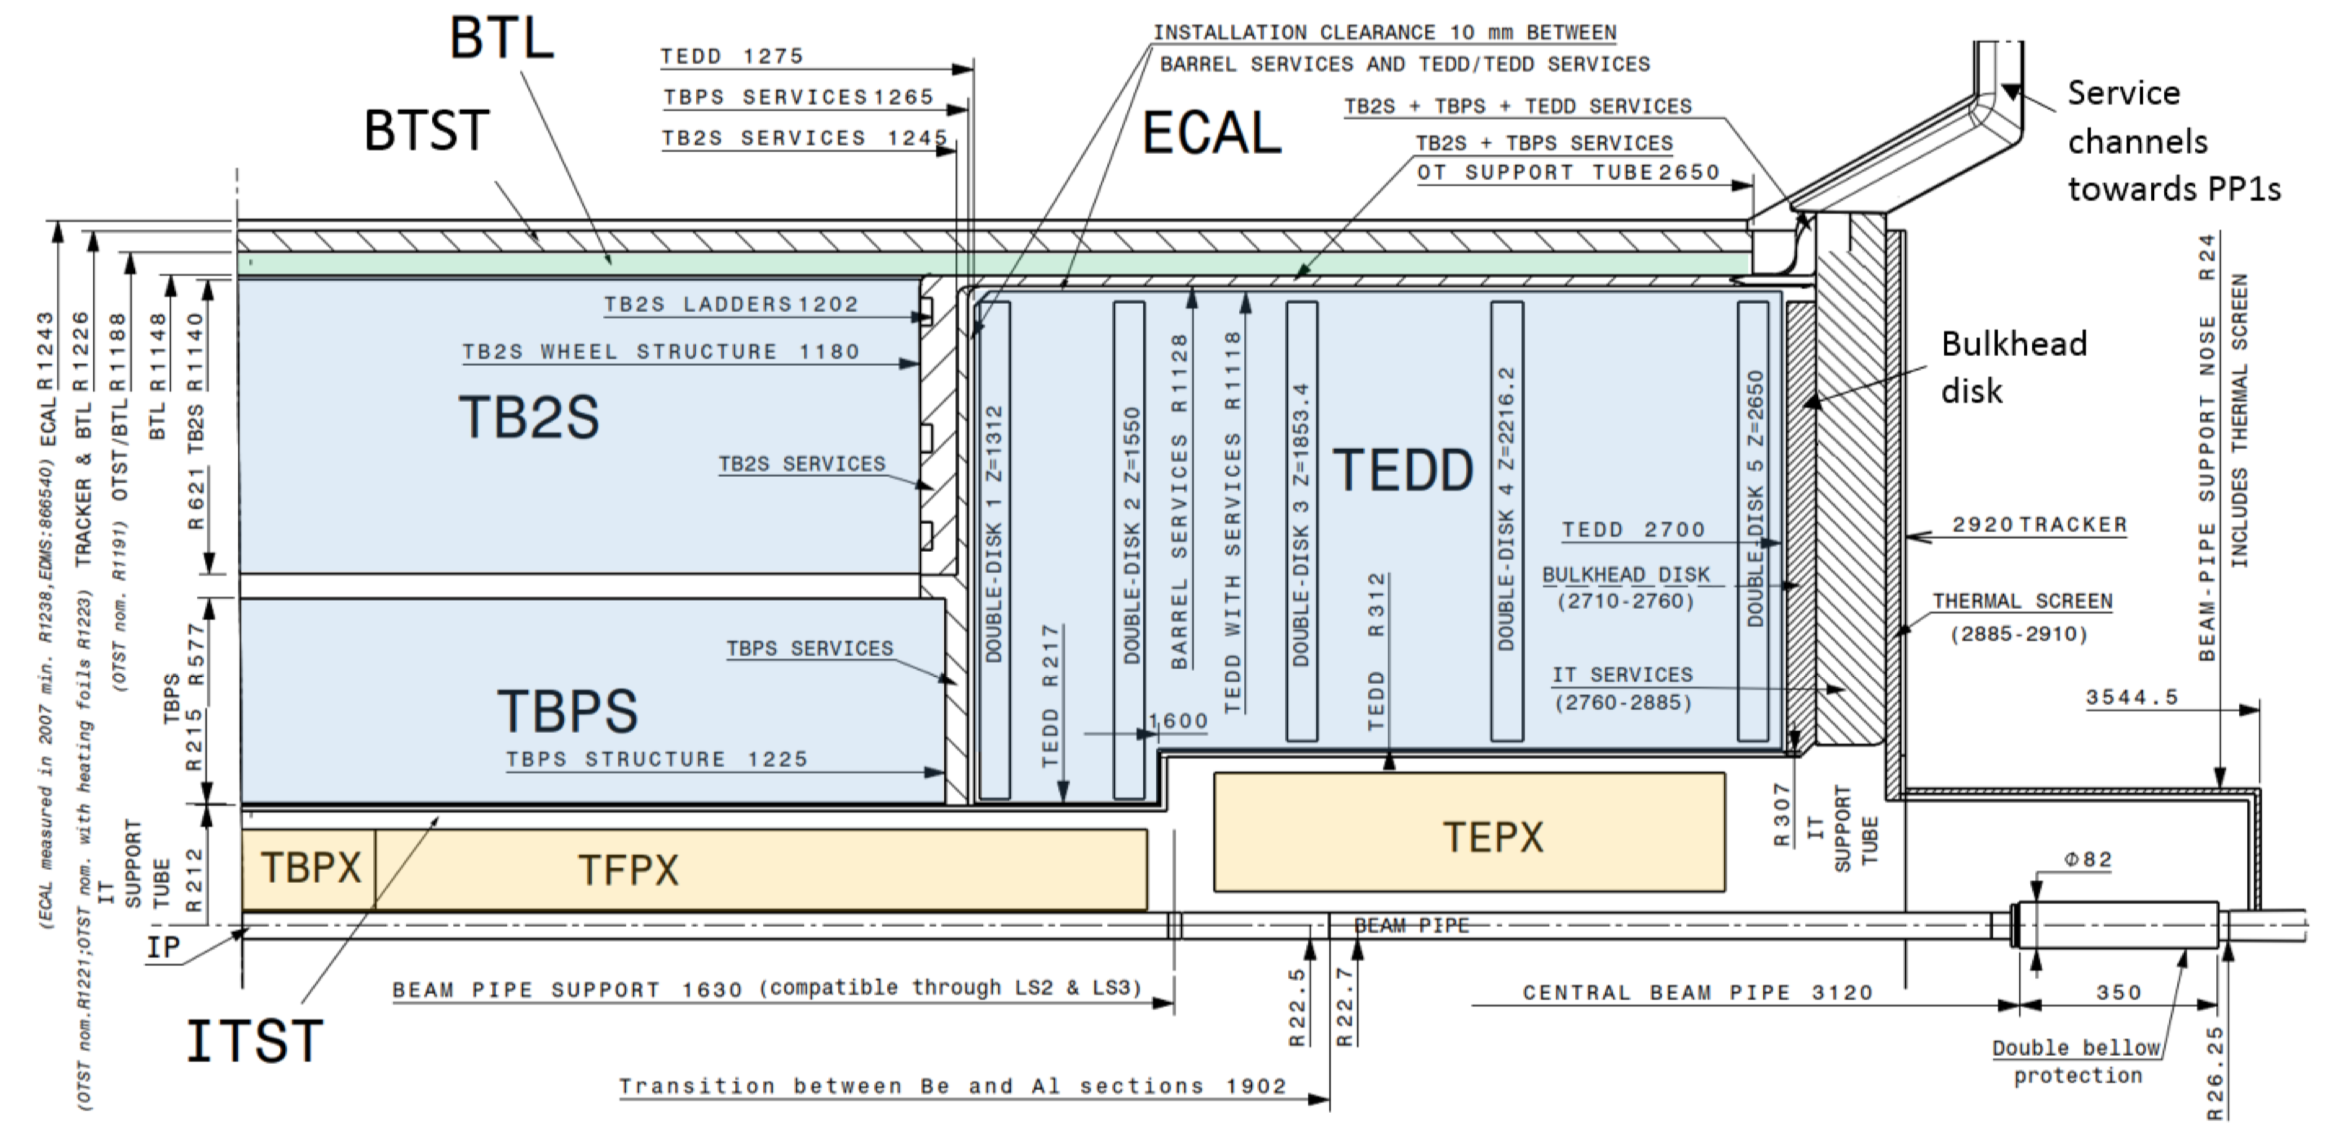 BTL
BTST
TEDD 1275
TBPS SERVICES 1265
TB2S SERVICES 1245
INSTALLATION CLEARANCE 10 mm BETWEEN
BARREL SERVICES AND TEDD/TEDD SERVICES
ECAL
TB2S + TBPS + TEDD SERVICES
TB2S + TBPS SERVICES
OT SUPPORT TUBE 2650
Service
channels
towards PP1s
(ECAL measured in 2007 min. R1238,EDMS:866540) ECAL R1243
(OTST nom.R1221;OTST nom. with heating foils R1223) TRACKER & BTL R1226
(OTST nom. R1191) OTST/BTL R1188
BTL R1148
R621 TB2S R1140
TBPS
R215 R577
IT
SUPPORT
TUBE
R212
TB2S LADDERS 1202
TB2S WHEEL STRUCTURE 1180
TB2S
TB2S SERVICES
TBPS SERVICES
TBPS
TBPS STRUCTURE 1225
DOUBLE-DISK 1 Z=1312
TEDD R217
DOUBLE-DISK 2 Z=1550
1600
BARREL SERVICES R1128
TEDD WITH SERVICES R1118
DOUBLE-DISK 3 Z=1853.4
TEDD
TEDD R312
DOUBLE-DISK 4 Z=2216.2
DOUBLE-DISK 5 Z=2650
TEDD 2700
BULKHEAD DISK
(2710-2760)
IT SERVICES
(2760-2885)
Bulkhead
disk
2920 TRACKER
THERMAL SCREEN
(2885-2910)
BEAM-PIPE SUPPORT NOSE R24
INCLUDES THERMAL SCREEN
3544.5
R307
IT
SUPPORT
TUBE
TBPX
TFPX
TEPX
Φ82
IP
BEAM PIPE
ITST
BEAM PIPE SUPPORT 1630 (compatible through LS2 & LS3)
R22.5
R22.7
CENTRAL BEAM PIPE 3120
350
Double bellow
protection
R26.25
Transition between Be and Al sections 1902